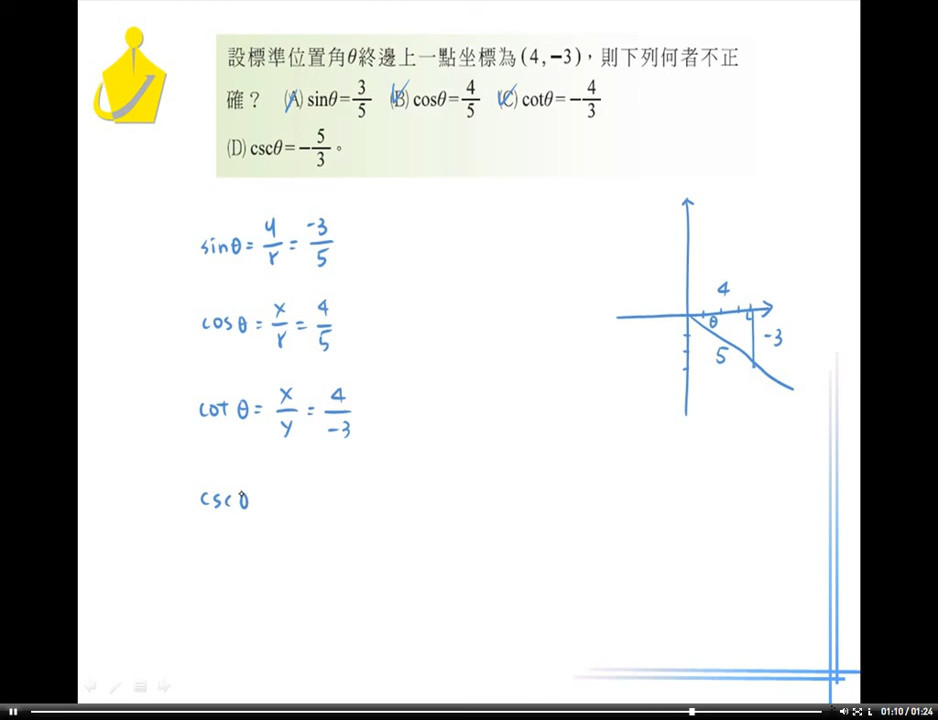 設標準位置角θ終邊上一點坐標為(4,−3)，則下列何者不正
確？ (A) sinθ=3/5 (B) cosθ=4/5 (C) cotθ=−4/3
(D) cscθ=−5/3。
sinθ = y/r = -3/5
cosθ = x/r = 4/5
cot θ = x/y = 4/-3
cscθ
4
θ
-3
5
01:10 / 01:24